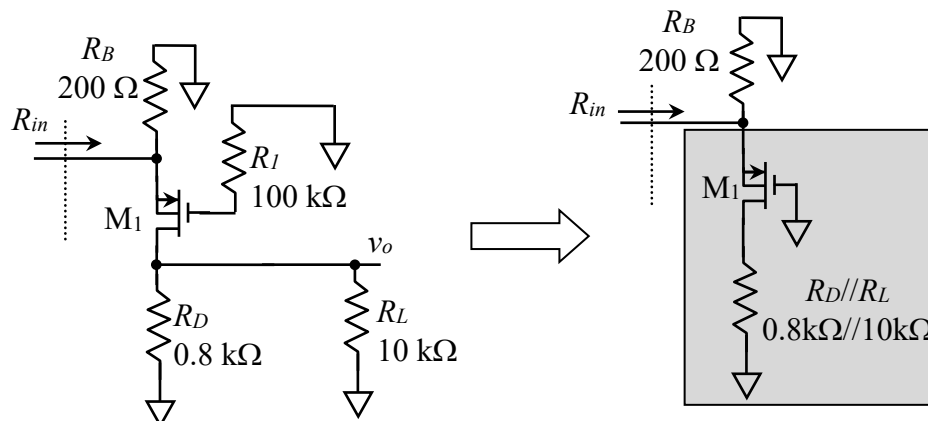 R_B
200 Ω
R_in
R_1
100 kΩ
M_1
v_o
R_D
0.8 kΩ
R_L
10 kΩ
R_B
200 Ω
R_in
M_1
R_D//R_L
0.8kΩ//10kΩ